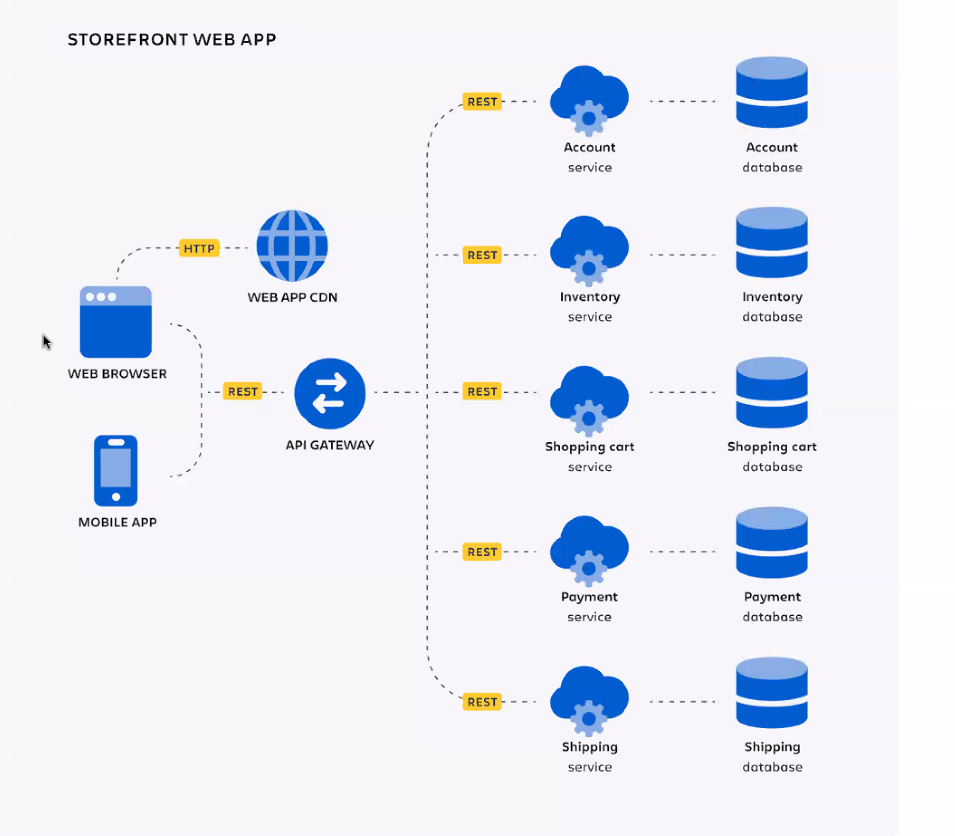 STOREFRONT WEB APP
REST
Account
service
Account
database
HTTP
WEB APP CDN
REST
Inventory
service
Inventory
database
WEB BROWSER
REST
API GATEWAY
REST
Shopping cart
service
Shopping cart
database
MOBILE APP
REST
Payment
service
Payment
database
REST
Shipping
service
Shipping
database